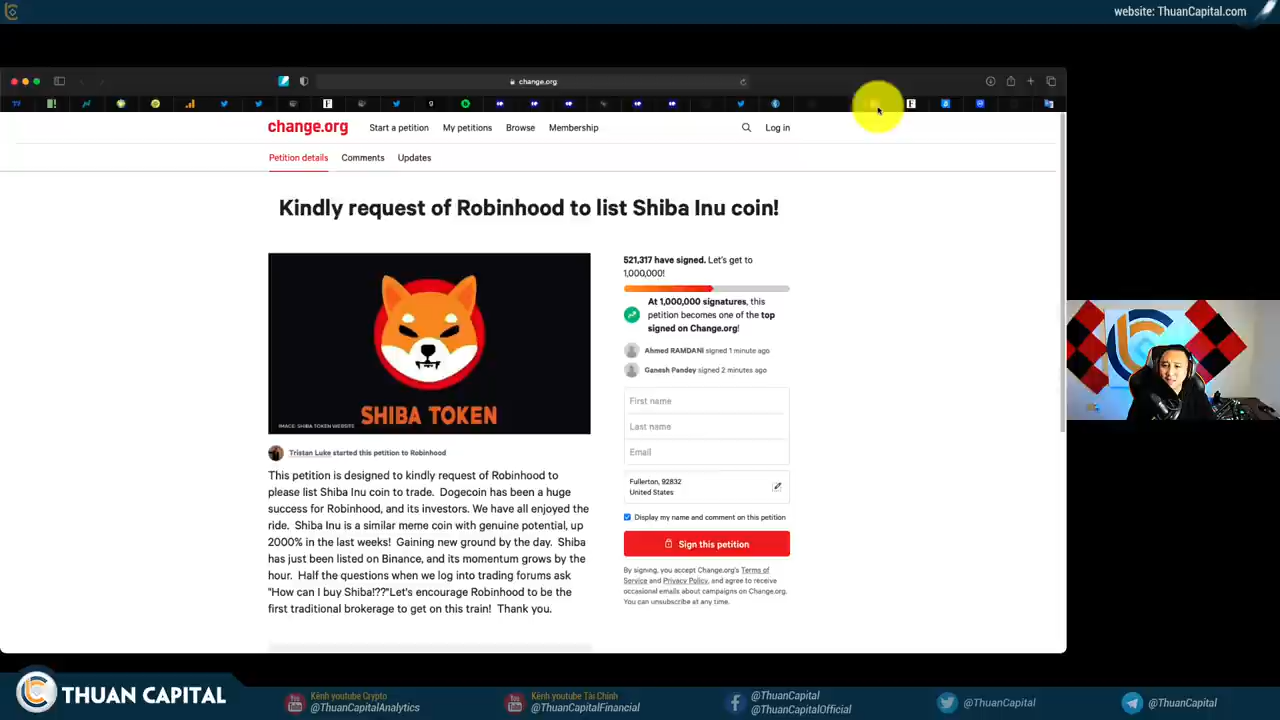 website: ThuanCapital.com
change.org
change.org
Start a petition
My petitions
Browse
Membership
Log in
Petition details
Comments
Updates
Kindly request of Robinhood to list Shiba Inu coin!
SHIBA TOKEN
IMAGE: SHIBA TOKEN WEBSITE
Tristan Luke started this petition to Robinhood
This petition is designed to kindly request of Robinhood to
please list Shiba Inu coin to trade. Dogecoin has been a huge
success for Robinhood, and its investors. We have all enjoyed the
ride. Shiba Inu is a similar meme coin with genuine potential, up
2000% in the last weeks! Gaining new ground by the day. Shiba
has just been listed on Binance, and its momentum grows by the
hour. Half the questions when we log into trading forums ask
"How can I buy Shiba!??"Let's encourage Robinhood to be the
first traditional brokerage to get on this train! Thank you.
521,317 have signed. Let's get to
1,000,000!
At 1,000,000 signatures, this
petition becomes one of the top
signed on Change.org!
Ahmed RAMDANi signed 1 minute ago
Ganesh Pandey signed 2 minutes ago
First name
Last name
Email
Fullerton, 92832
United States
Display my name and comment on this petition
Sign this petition
By signing, you accept Change.org's Terms of
Service and Privacy Policy, and agree to receive
occasional emails about campaigns on Change.org.
You can unsubscribe at any time.
THUAN CAPITAL
Kênh youtube Crypto
@ThuanCapitalAnalytics
Kênh youtube Tài Chính
@ThuanCapitalFinancial
@ThuanCapital
@ThuanCapitalOfficial
@ThuanCapital
@ThuanCapital